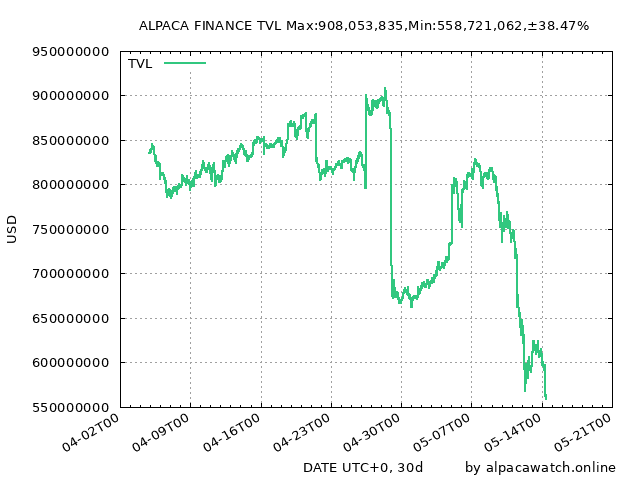 ALPACA FINANCE TVL Max:908,053,835,Min:558,721,062,±38.47%
950000000
TVL
900000000
850000000
800000000
750000000
USD
700000000
650000000
600000000
550000000
04-02T00 04-09T00 04-16T00 04-23T00 04-30T00 05-07T00 05-14T00 05-21T00
DATE UTC+0, 30d by alpacawatch.online